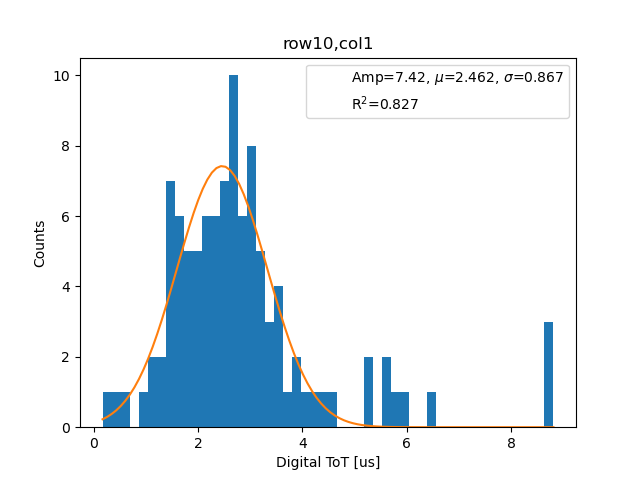 row10,col1
Amp=7.42, μ=2.462, σ=0.867
R²=0.827
Counts
10
8
6
4
2
0
0 2 4 6 8
Digital ToT [us]